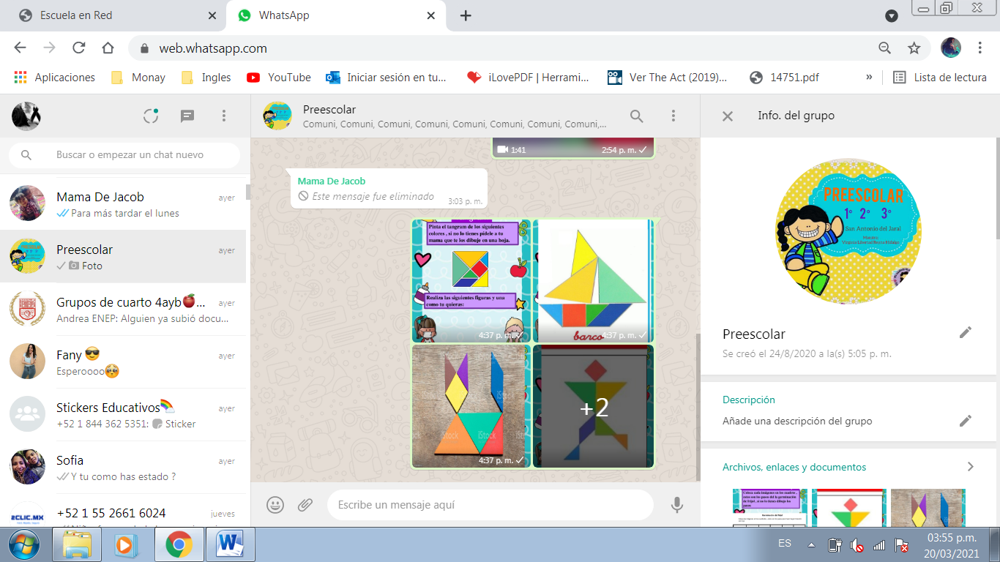 Escuela en Red
WhatsApp
web.whatsapp.com
Aplicaciones
Monay
Ingles
YouTube
Iniciar sesión en tu...
iLovePDF | Herrami...
Ver The Act (2019)...
14751.pdf
»
Lista de lectura
Buscar o empezar un chat nuevo
Mama De Jacob
ayer
Para más tardar el lunes
Preescolar
ayer
Foto
Grupos de cuarto 4ayb🍎...
ayer
Andrea ENEP: Alguien ya subió docu...
Fany 😎
ayer
Esperoooo🥺
Stickers Educativos🌈
ayer
+52 1 844 362 5351: Sticker
Sofia
ayer
Y tu como has estado ?
+52 1 55 2661 6024
jueves
2CLIC.MX
Preescolar
Comuni, Comuni, Comuni, Comuni, Comuni, Comuni, Comuni, Comuni,...
1:41
2:54 p. m.
Mama De Jacob
Este mensaje fue eliminado
3:03 p. m.
Pinta el tangram de los siguientes
colores , si no lo tienes pídele a tu
mama que te los dibuje en una hoja.
Realiza las siguientes figuras y una
como tu quieras:
4:37 p. m.
barco
4:37 p. m.
iStock
iStock
4:37 p. m.
+2
Escribe un mensaje aquí
Info. del grupo
PREESCOLAR
1° 2° 3°
San Antonio del Jaral
Maestra
Preescolar
Se creó el 24/8/2020 a la(s) 5:05 p. m.
Descripción
Añade una descripción del grupo
Archivos, enlaces y documentos
ES
03:55 p.m.
20/03/2021